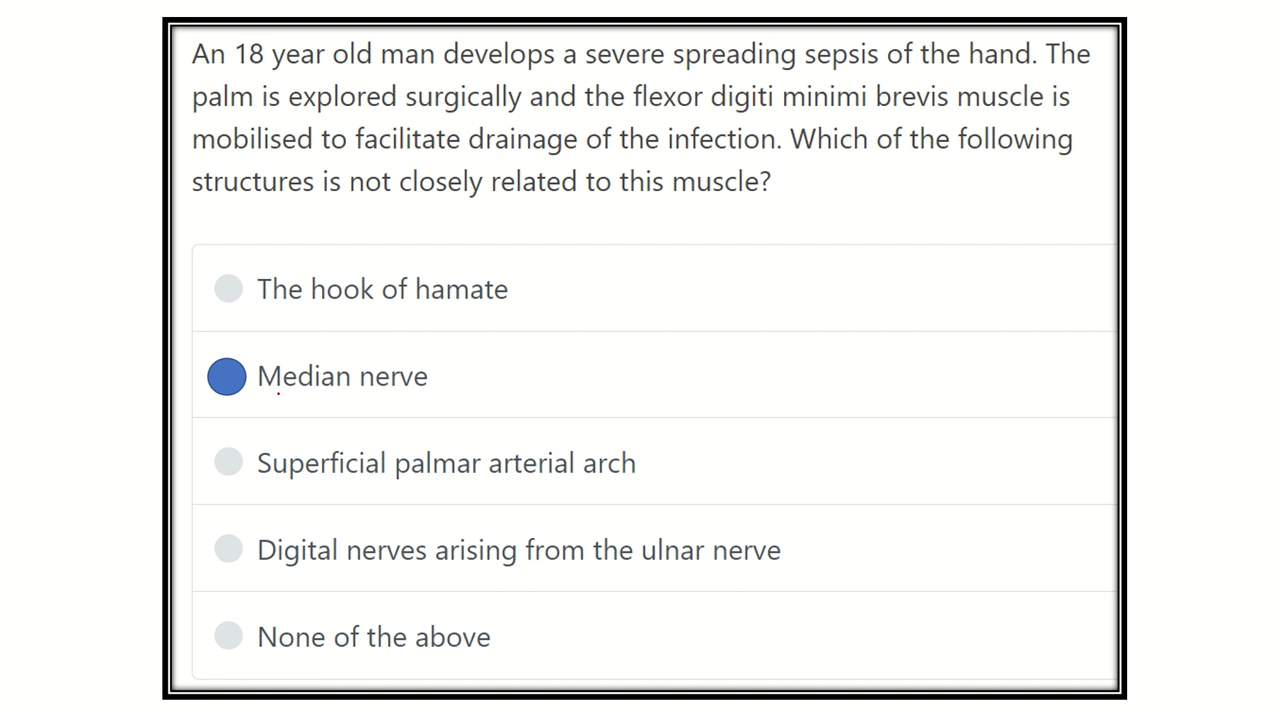 An 18 year old man develops a severe spreading sepsis of the hand. The
palm is explored surgically and the flexor digiti minimi brevis muscle is
mobilised to facilitate drainage of the infection. Which of the following
structures is not closely related to this muscle?
The hook of hamate
Median nerve
Superficial palmar arterial arch
Digital nerves arising from the ulnar nerve
None of the above